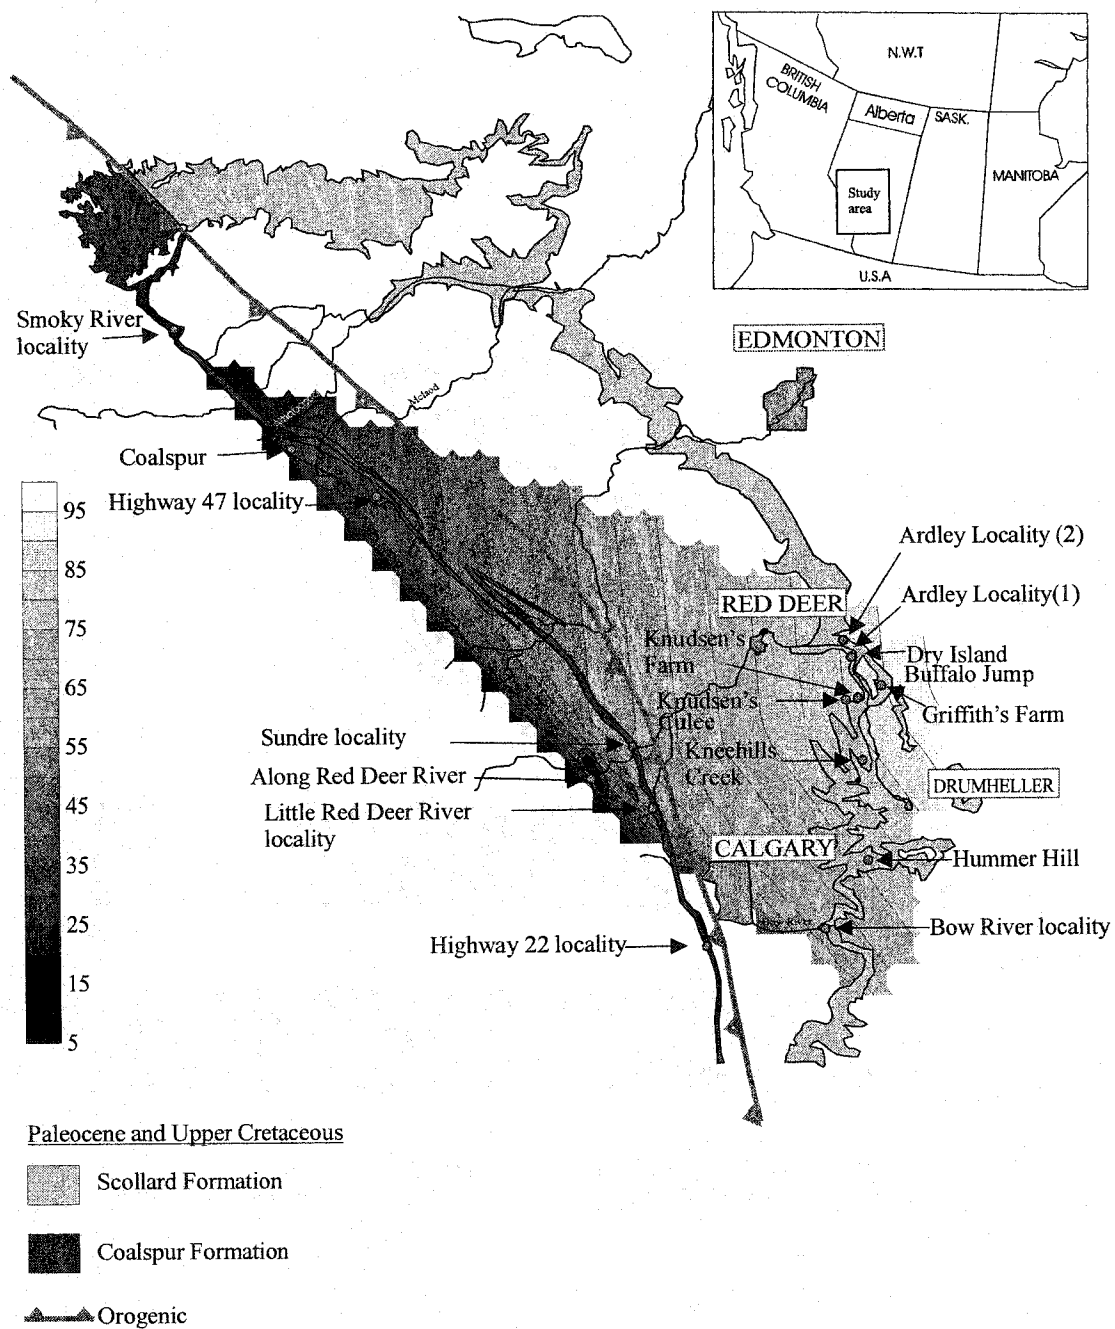 N.W.T
BRITISH
COLUMBIA
Alberta
SASK.
MANITOBA
Study
area
U.S.A
EDMONTON
Smoky River
locality
Mcleod
Coalspur
Highway 47 locality
95
85
75
65
55
45
35
25
15
5
Ardley Locality (2)
Ardley Locality(1)
RED DEER
Knudsen's
Farm
Dry Island
Buffalo Jump
Knudsen's
Culee
Griffith's Farm
Sundre locality
Kneehills
Creek
Along Red Deer River
DRUMHELLER
Little Red Deer River
locality
CALGARY
Hummer Hill
Bow River
Bow River locality
Highway 22 locality
Paleocene and Upper Cretaceous
Scollard Formation
Coalspur Formation
Orogenic